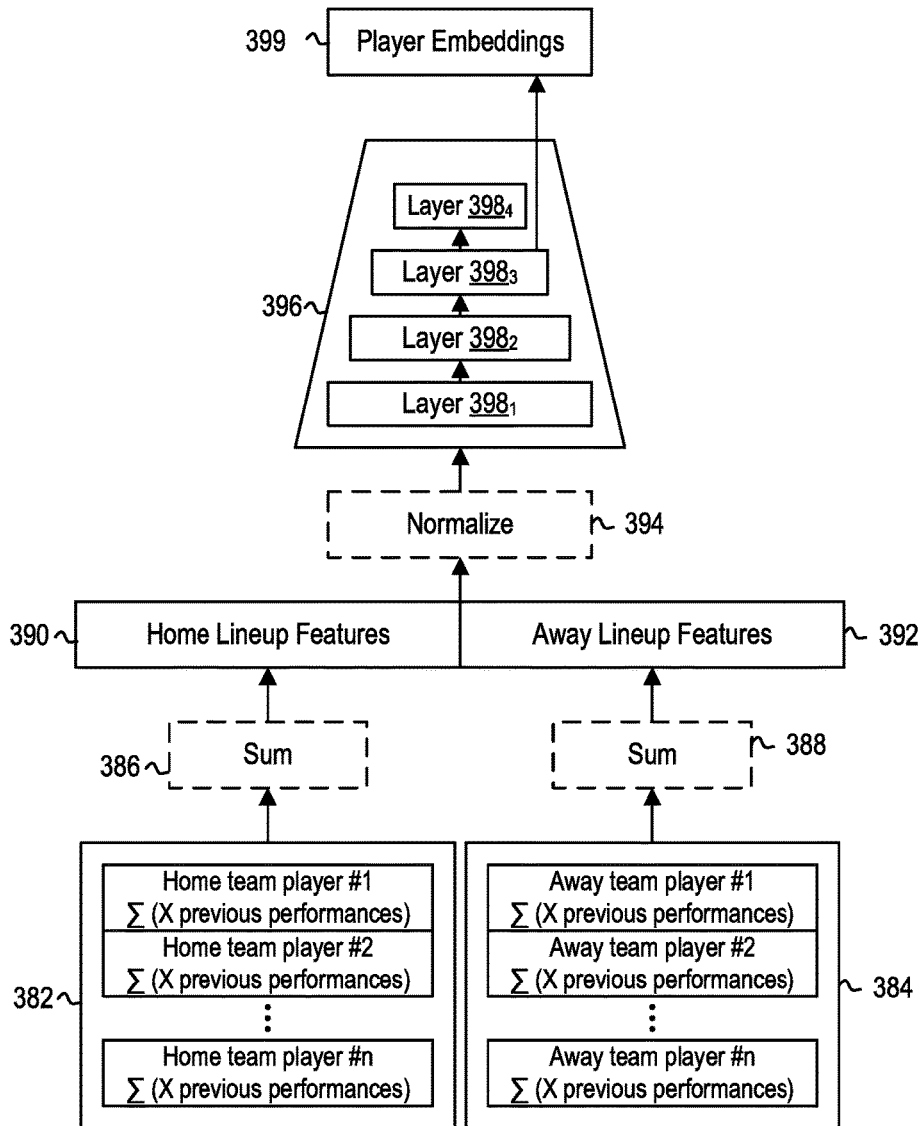 399
Player Embeddings
Layer 398₄
Layer 398₃
396
Layer 398₂
Layer 398₁
Normalize
394
390
Home Lineup Features
Away Lineup Features
392
386
Sum
Sum
388
Home team player #1
∑ (X previous performances)
Home team player #2
∑ (X previous performances)
⋮
Home team player #n
∑ (X previous performances)
382
Away team player #1
∑ (X previous performances)
Away team player #2
∑ (X previous performances)
⋮
Away team player #n
∑ (X previous performances)
384